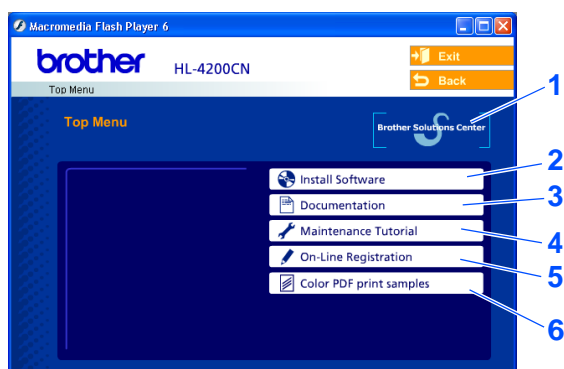 Macromedia Flash Player 6
brother HL-4200CN
Exit
Back
Top Menu
Top Menu
Brother Solutions Center
Install Software
Documentation
Maintenance Tutorial
On-Line Registration
Color PDF print samples
1
2
3
4
5
6